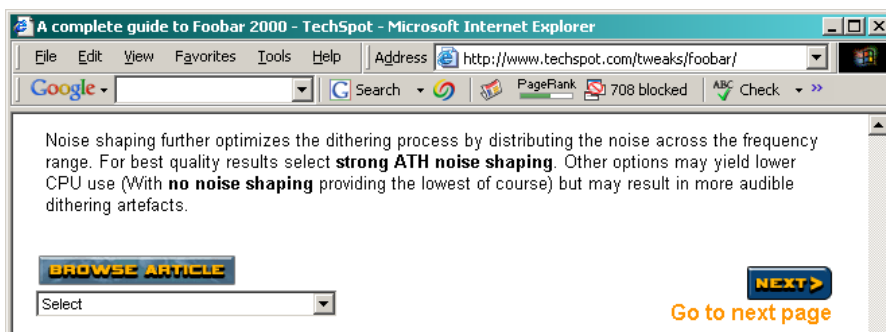 A complete guide to Foobar 2000 - TechSpot - Microsoft Internet Explorer
File Edit View Favorites Tools Help Address http://www.techspot.com/tweaks/foobar/
Google Search PageRank 708 blocked ABC Check »
Noise shaping further optimizes the dithering process by distributing the noise across the frequency
range. For best quality results select strong ATH noise shaping. Other options may yield lower
CPU use (With no noise shaping providing the lowest of course) but may result in more audible
dithering artefacts.
BROWSE ARTICLE
Select
NEXT>
Go to next page